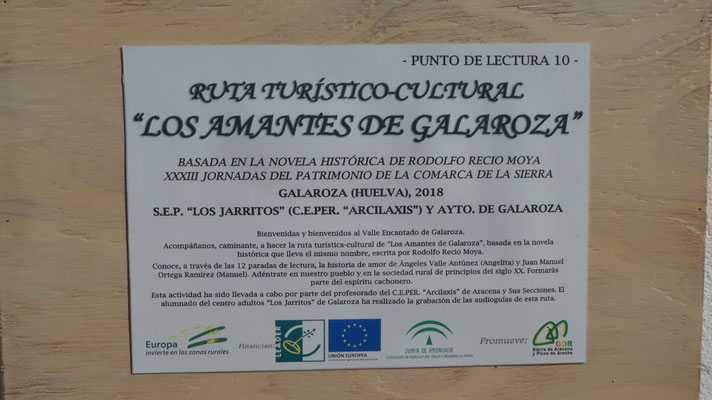 - PUNTO DE LECTURA 10 -
RUTA TURÍSTICO-CULTURAL
"LOS AMANTES DE GALAROZA"
BASADA EN LA NOVELA HISTÓRICA DE RODOLFO RECIO MOYA
XXXIII JORNADAS DEL PATRIMONIO DE LA COMARCA DE LA SIERRA
GALAROZA (HUELVA), 2018
S.E.P. "LOS JARRITOS" (C.E.PER. "ARCILAXIS") Y AYTO. DE GALAROZA
Bienvenidas y bienvenidos al Valle Encantado de Galaroza.
Acompáñanos, caminante, a hacer la ruta turística-cultural de "Los Amantes de Galaroza", basada en la novela
histórica que lleva el mismo nombre, escrita por Rodolfo Recio Moya.
Conoce, a través de las 12 paradas de lectura, la historia de amor de Ángeles Valle Antúnez (Angelita) y Juan Manuel
Ortega Ramírez (Manuel). Adéntrate en nuestro pueblo y en la sociedad rural de principios del siglo XX. Formarás
parte del espíritu cachonero.
Esta actividad ha sido llevada a cabo por parte del profesorado del C.E.PER. "Arcilaxis" de Aracena y Sus Secciones. El
alumnado del centro adultos "Los Jarritos" de Galaroza ha realizado la grabación de las audioguías de esta ruta.
Europa
invierte en las zonas rurales
Financian:
LEADER
UNIÓN EUROPEA
JUNTA DE ANDALUCIA
Promueve:
GDR
Sierra de Aracena
y Picos de Aroche